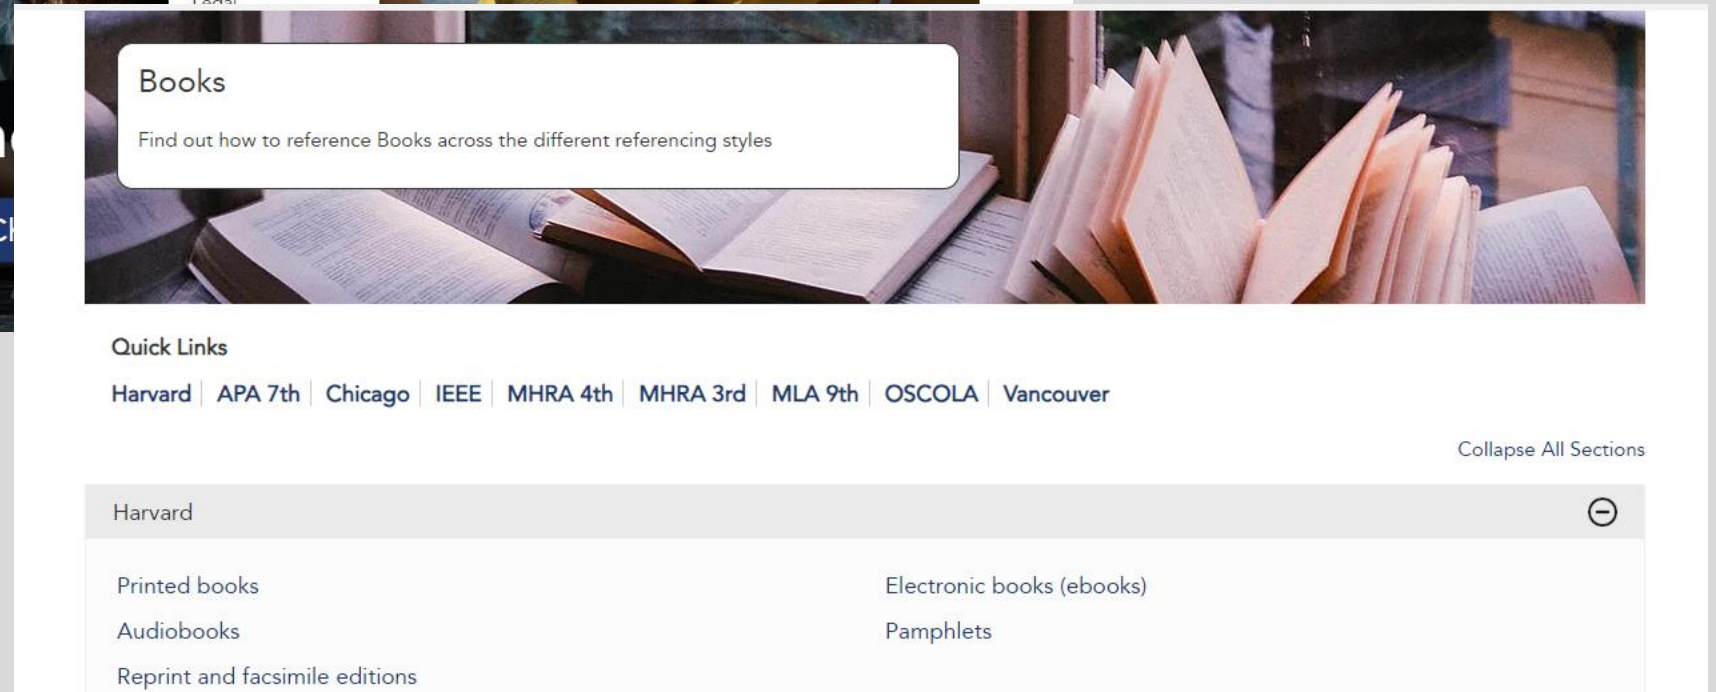 Legal
Books
Find out how to reference Books across the different referencing styles
Quick Links
Harvard APA 7th Chicago IEEE MHRA 4th MHRA 3rd MLA 9th OSCOLA Vancouver
Collapse All Sections
Harvard
Printed books Electronic books (ebooks)
Audiobooks Pamphlets
Reprint and facsimile editions